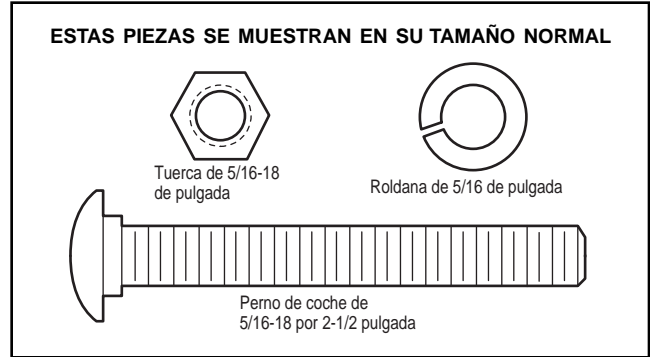 ESTAS PIEZAS SE MUESTRAN EN SU TAMAÑO NORMAL
Tuerca de 5/16-18
de pulgada
Roldana de 5/16 de pulgada
Perno de coche de
5/16-18 por 2-1/2 pulgada